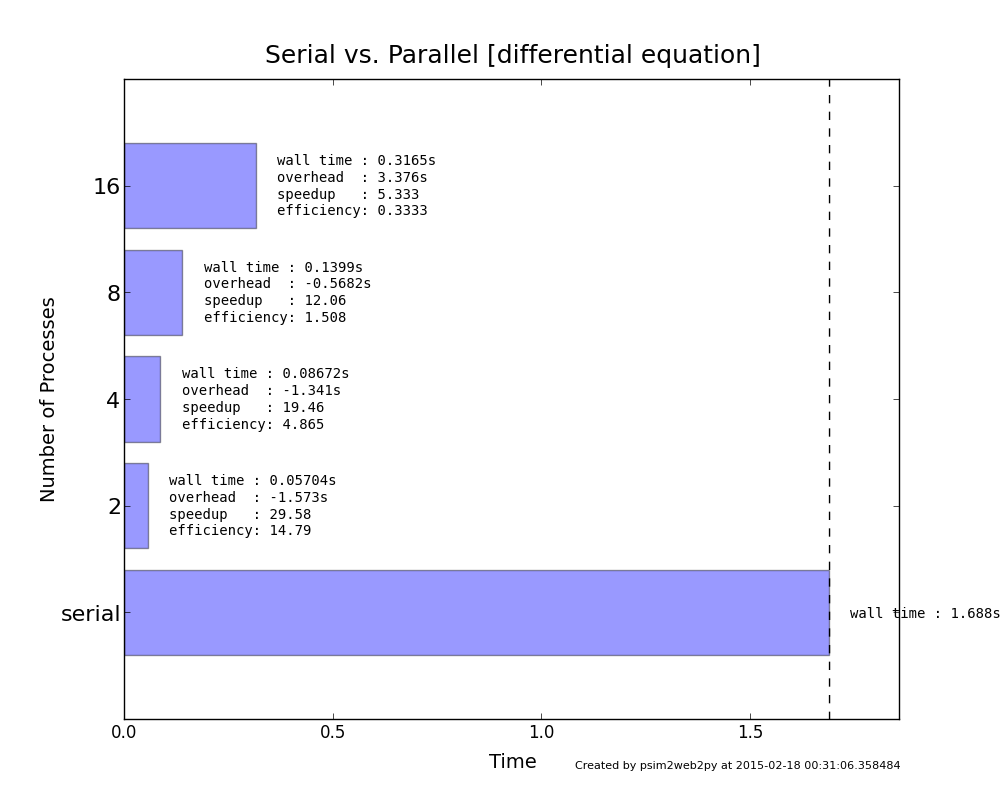 Serial vs. Parallel [differential equation]
16
wall time : 0.3165s
overhead  : 3.376s
speedup   : 5.333
efficiency: 0.3333
8
wall time : 0.1399s
overhead  : -0.5682s
speedup   : 12.06
efficiency: 1.508
4
wall time : 0.08672s
overhead  : -1.341s
speedup   : 19.46
efficiency: 4.865
2
wall time : 0.05704s
overhead  : -1.573s
speedup   : 29.58
efficiency: 14.79
serial
wall time : 1.688s
Number of Processes
0.0 0.5 1.0 1.5
Time
Created by psim2web2py at 2015-02-18 00:31:06.358484